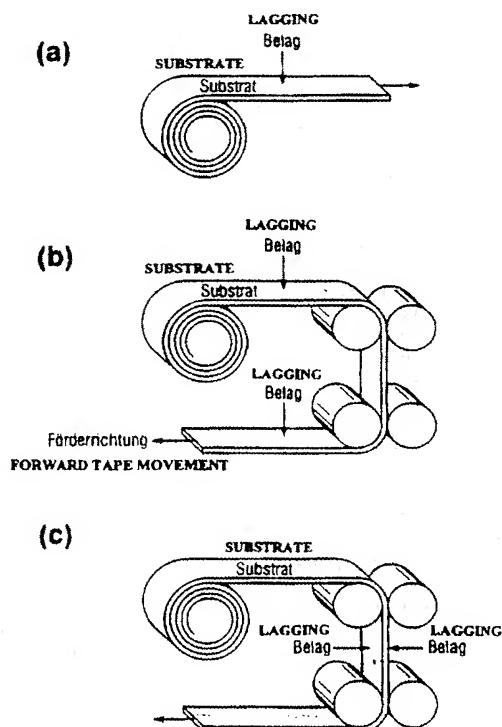 (a)
LAGGING
Belag
SUBSTRATE
Substrat
(b)
LAGGING
Belag
SUBSTRATE
Substrat
LAGGING
Belag
Förderrichtung
FORWARD TAPE MOVEMENT
(c)
SUBSTRATE
Substrat
LAGGING LAGGING
Belag Belag